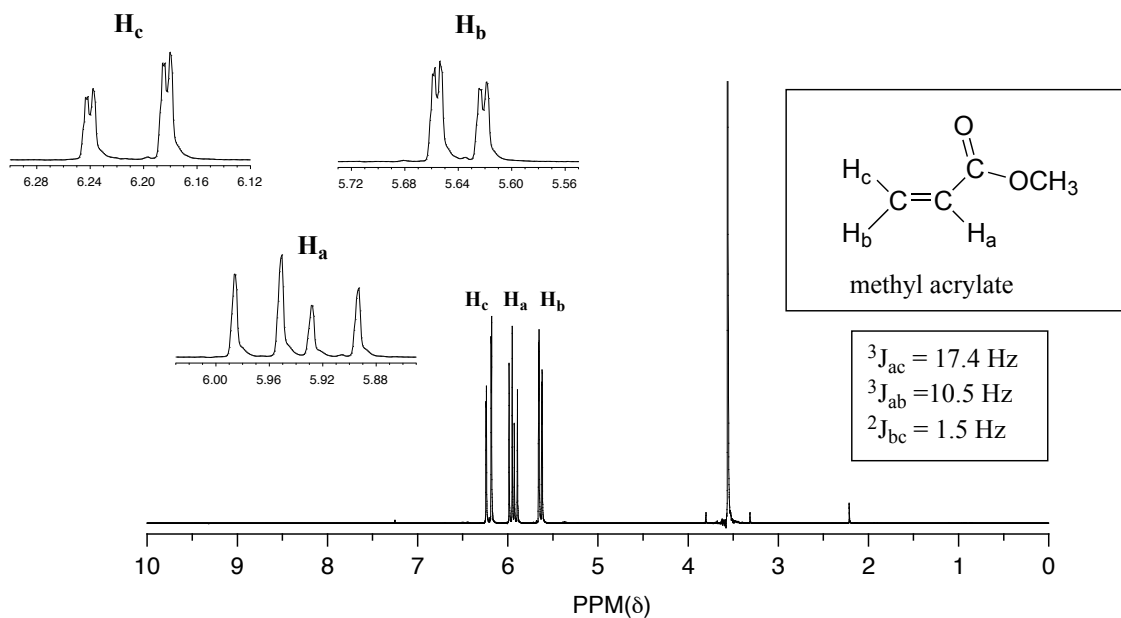 Hc
Hb
6.28 6.24 6.20 6.16 6.12
5.72 5.68 5.64 5.60 5.56
Ha
6.00 5.96 5.92 5.88
Hc Ha Hb
O
Hc C OCH3
C=C
Hb Ha
methyl acrylate
3Jac = 17.4 Hz
3Jab =10.5 Hz
2Jbc = 1.5 Hz
10 9 8 7 6 5 4 3 2 1 0
PPM(δ)